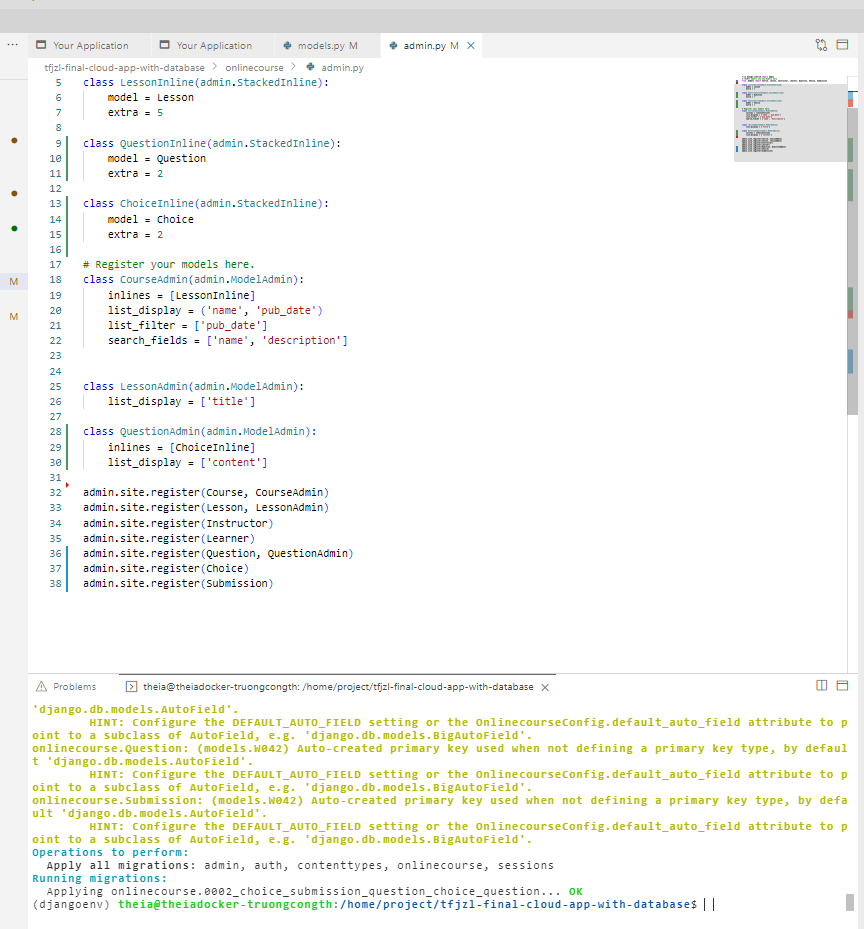 Your Application
Your Application
models.py M
admin.py M ×
tfjzl-final-cloud-app-with-database > onlinecourse > admin.py
5 class LessonInline(admin.StackedInline):
6 model = Lesson
7 extra = 5
8
9 class QuestionInline(admin.StackedInline):
10 model = Question
11 extra = 2
12
13 class ChoiceInline(admin.StackedInline):
14 model = Choice
15 extra = 2
16
17 # Register your models here.
18 class CourseAdmin(admin.ModelAdmin):
19 inlines = [LessonInline]
20 list_display = ('name', 'pub_date')
21 list_filter = ['pub_date']
22 search_fields = ['name', 'description']
23
24
25 class LessonAdmin(admin.ModelAdmin):
26 list_display = ['title']
27
28 class QuestionAdmin(admin.ModelAdmin):
29 inlines = [ChoiceInline]
30 list_display = ['content']
31
32 admin.site.register(Course, CourseAdmin)
33 admin.site.register(Lesson, LessonAdmin)
34 admin.site.register(Instructor)
35 admin.site.register(Learner)
36 admin.site.register(Question, QuestionAdmin)
37 admin.site.register(Choice)
38 admin.site.register(Submission)
M
M
Problems
theia@theiadocker-truongcongth: /home/project/tfjzl-final-cloud-app-with-database ×
'django.db.models.AutoField'.
HINT: Configure the DEFAULT_AUTO_FIELD setting or the OnlinecourseConfig.default_auto_field attribute to p
oint to a subclass of AutoField, e.g. 'django.db.models.BigAutoField'.
onlinecourse.Question: (models.W042) Auto-created primary key used when not defining a primary key type, by defaul
t 'django.db.models.AutoField'.
HINT: Configure the DEFAULT_AUTO_FIELD setting or the OnlinecourseConfig.default_auto_field attribute to p
oint to a subclass of AutoField, e.g. 'django.db.models.BigAutoField'.
onlinecourse.Submission: (models.W042) Auto-created primary key used when not defining a primary key type, by defa
ult 'django.db.models.AutoField'.
HINT: Configure the DEFAULT_AUTO_FIELD setting or the OnlinecourseConfig.default_auto_field attribute to p
oint to a subclass of AutoField, e.g. 'django.db.models.BigAutoField'.
Operations to perform:
Apply all migrations: admin, auth, contenttypes, onlinecourse, sessions
Running migrations:
Applying onlinecourse.0002_choice_submission_question_choice_question... OK
(djangoenv) theia@theiadocker-truongcongth:/home/project/tfjzl-final-cloud-app-with-database$